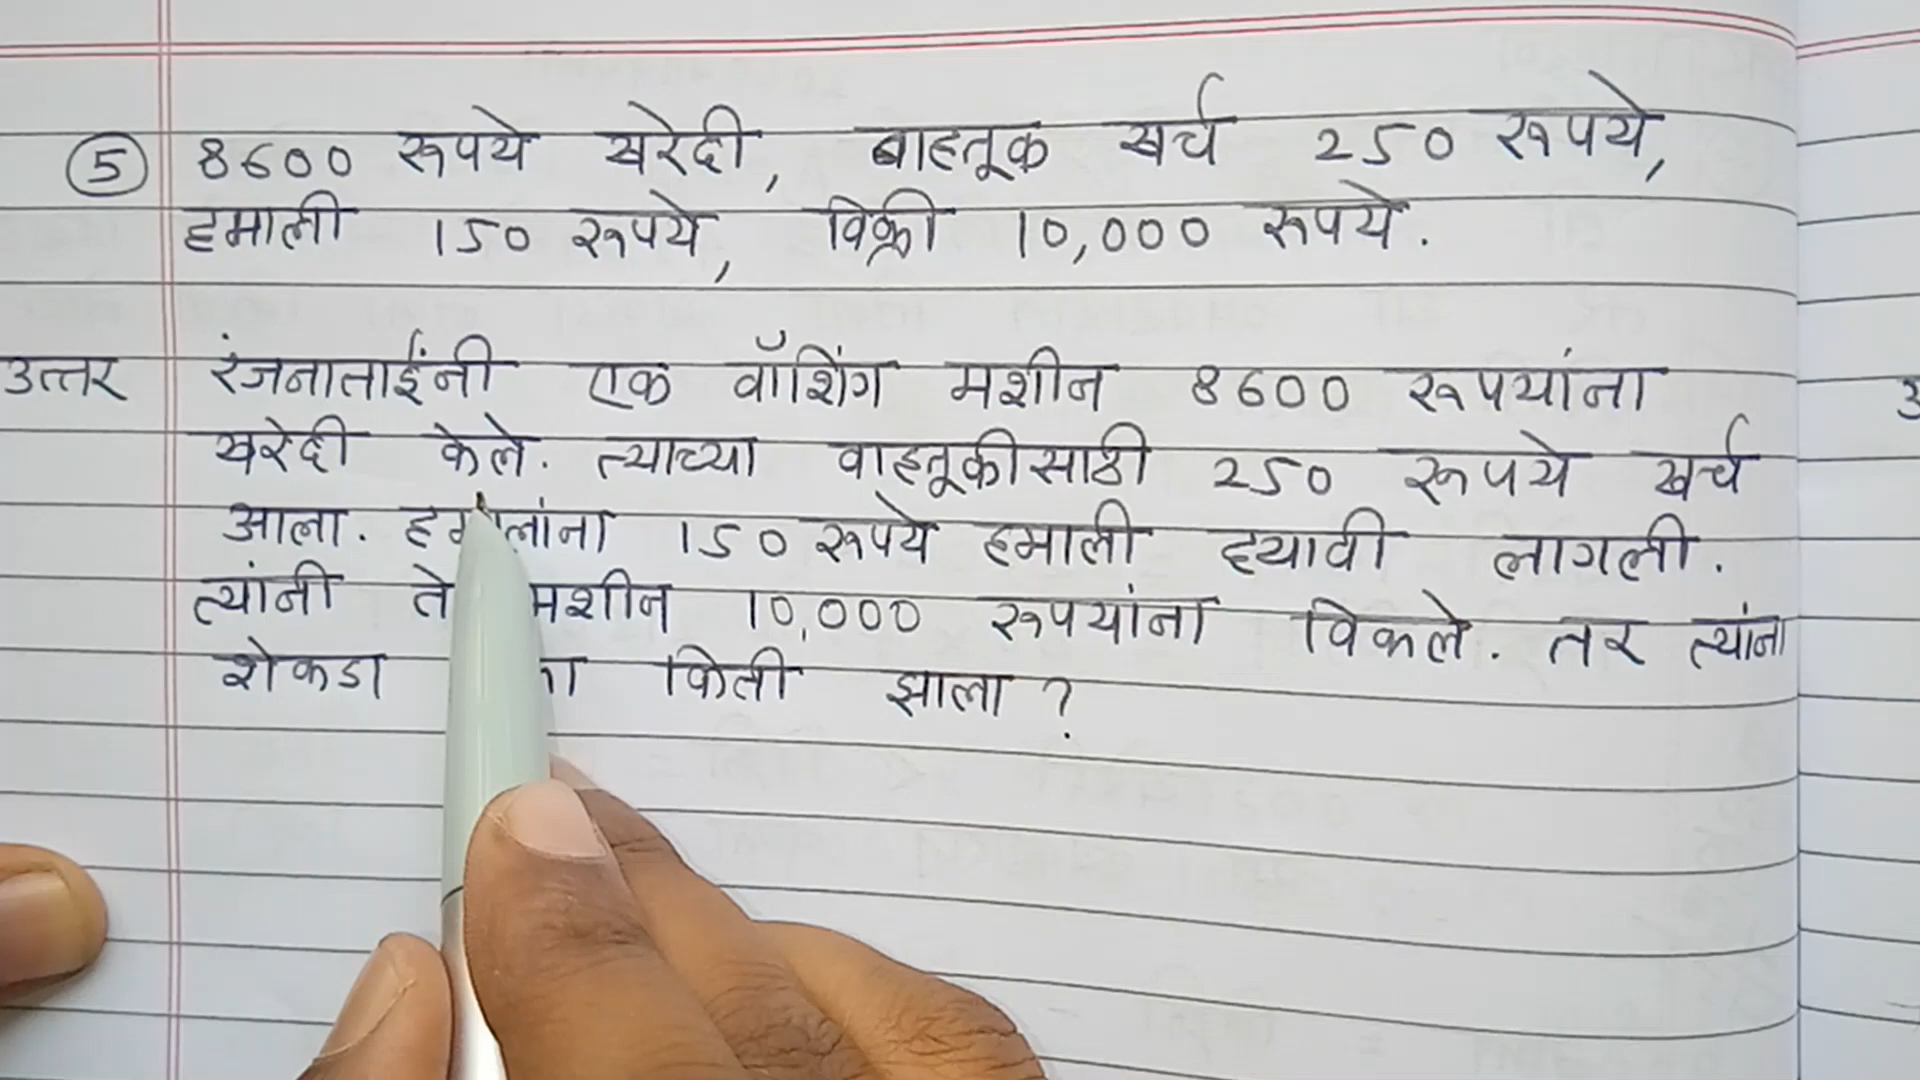 5 8600 रूपये खरेदी, बाहतूक खर्च 250 रूपये,
हमाली 150 रूपये, विक्री 10,000 रूपये.
उत्तर रंजनाताईंनी एक वॉशिंग मशीन 8600 रूपयांना
खरेदी केले. त्याच्या वाहतूकीसाठी 250 रूपये खर्च
आला. 150 रूपये हमाली द्यावी लागली.
त्यांनी ते मशीन 10,000 रूपयांना विकले. तर त्यांना
शेकडा किती झाला?